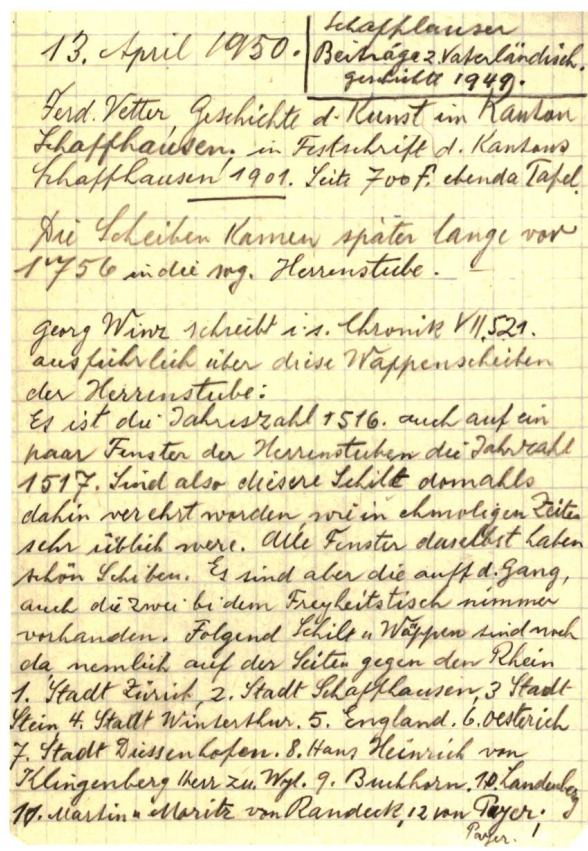 13. April 1950.
Schaffhauser
Beiträge z. Vaterländisch.
geschichte 1949.
Ferd. Vetter Geschichte d. Kunst im Kanton
Schaffhausen, in Festschrift d. Kantons
Schaffhausen 1901. Seite 700 f. ebenda Tafel.
Die Scheiben kamen später lange vor
1756 in die sog. Herrenstube.
Georg Winz schreibt i. s. Chronik VII, 521.
ausführlich über diese Wappenscheiben
der Herrenstube:
Es ist die Jahreszahl 1516. auch auf ein
paar Fenster der Herrenstuben die Jahrzahl
1517. Sind also diesere Schilt domahls
dahin verehrt worden, wie in ehmoligen Zeiten
sehr üblich were. Alle Fenster daselbst haben
schön Schiben. Es sind aber die auff d. Gang,
auch die zwei bi dem Freyheitstisch nimmer
vorhanden. Folgend Schilt u Wäppen sind noch
da nemlich auf der Seiten gegen den Rhein
1. Stadt Zürich, 2. Stadt Schaffhausen, 3 Stadt
Stein, 4. Statt Winterthur. 5. England. 6. Oesterich
7. Stadt Diessenhofen. 8. Hans Heinrich von
Klingenberg Herr zu Wyl. 9. Buchhorn. 10. Landenberg
11. Martin u Moritz von Randeck, 12 von Payer.
Payer. !